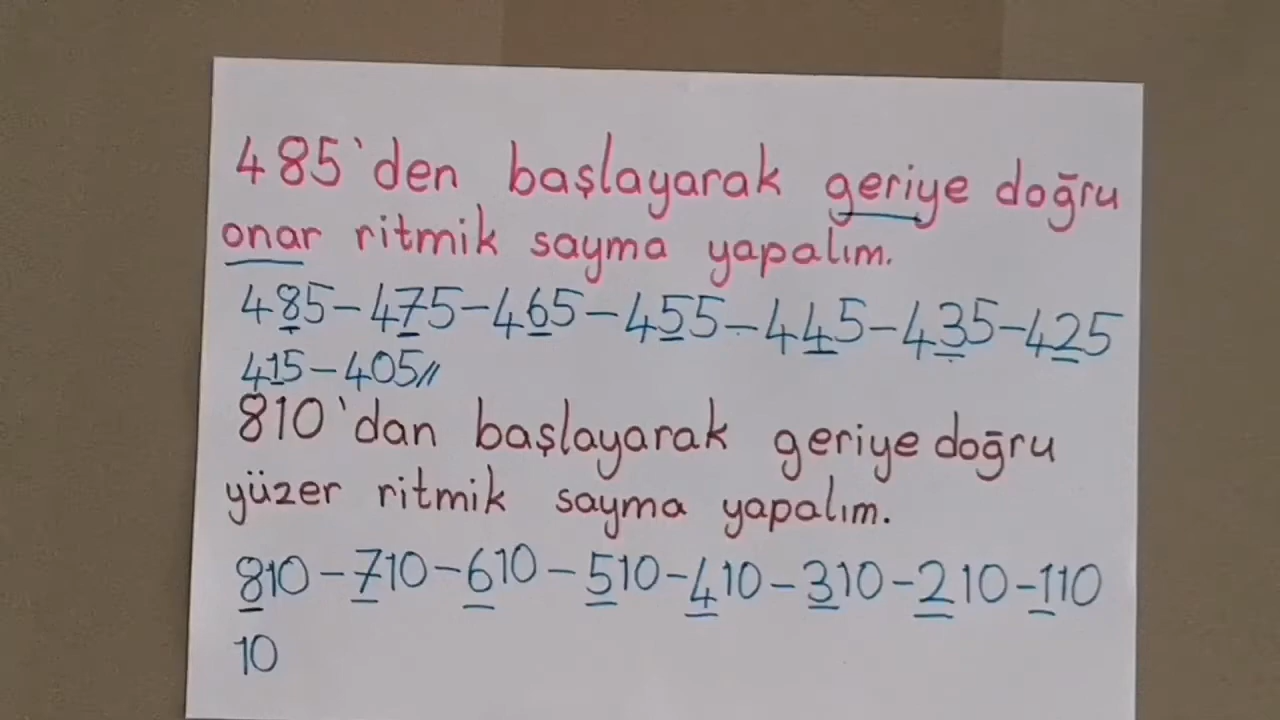 485'den başlayarak geriye doğru
onar ritmik sayma yapalım.
485-475-465-455-445-435-425
415-405//
810'dan başlayarak geriye doğru
yüzer ritmik sayma yapalım.
810-710-610-510-410-310-210-110
10